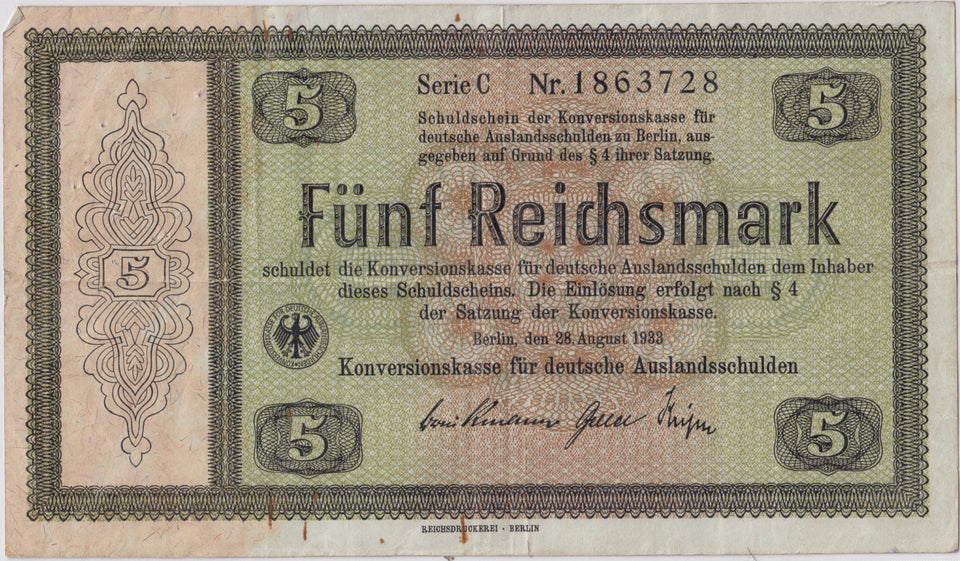 5 5
Serie C Nr. 1863728
Schuldschein der Konversionskasse für
deutsche Auslandsschulden zu Berlin, aus-
gegeben auf Grund des § 4 ihrer Satzung.
Fünf Reichsmark
5
schuldet die Konversionskasse für deutsche Auslandsschulden dem Inhaber
dieses Schuldscheins. Die Einlösung erfolgt nach § 4
der Satzung der Konversionskasse.
Berlin, den 28. August 1933
Konversionskasse für deutsche Auslandsschulden
5 5
REICHSDRUCKEREI · BERLIN